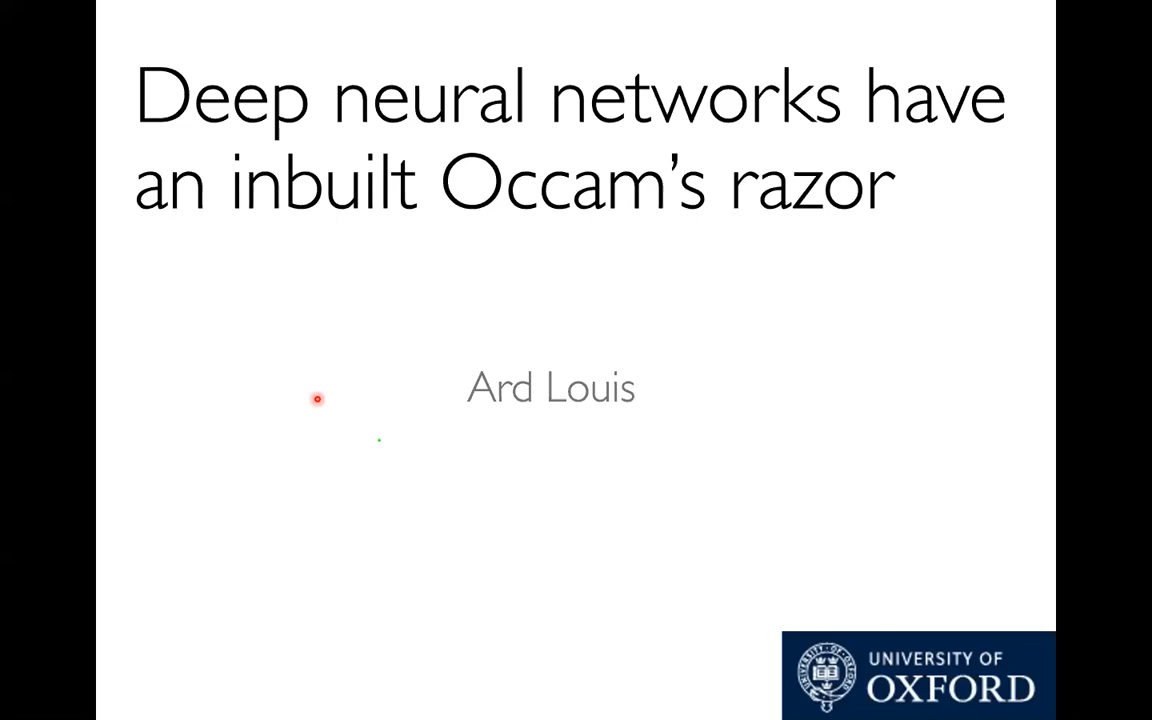 Deep neural networks have
an inbuilt Occam's razor
Ard Louis
UNIVERSITY OF
OXFORD